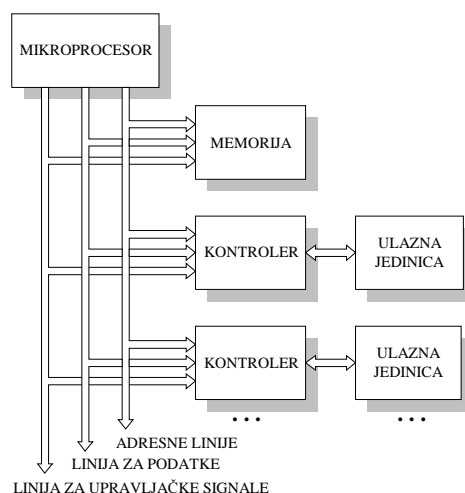 MIKROPROCESOR
MEMORIJA
KONTROLER
ULAZNA
JEDINICA
KONTROLER
ULAZNA
JEDINICA
...
...
ADRESNE LINIJE
LINIJA ZA PODATKE
LINIJA ZA UPRAVLJAČKE SIGNALE